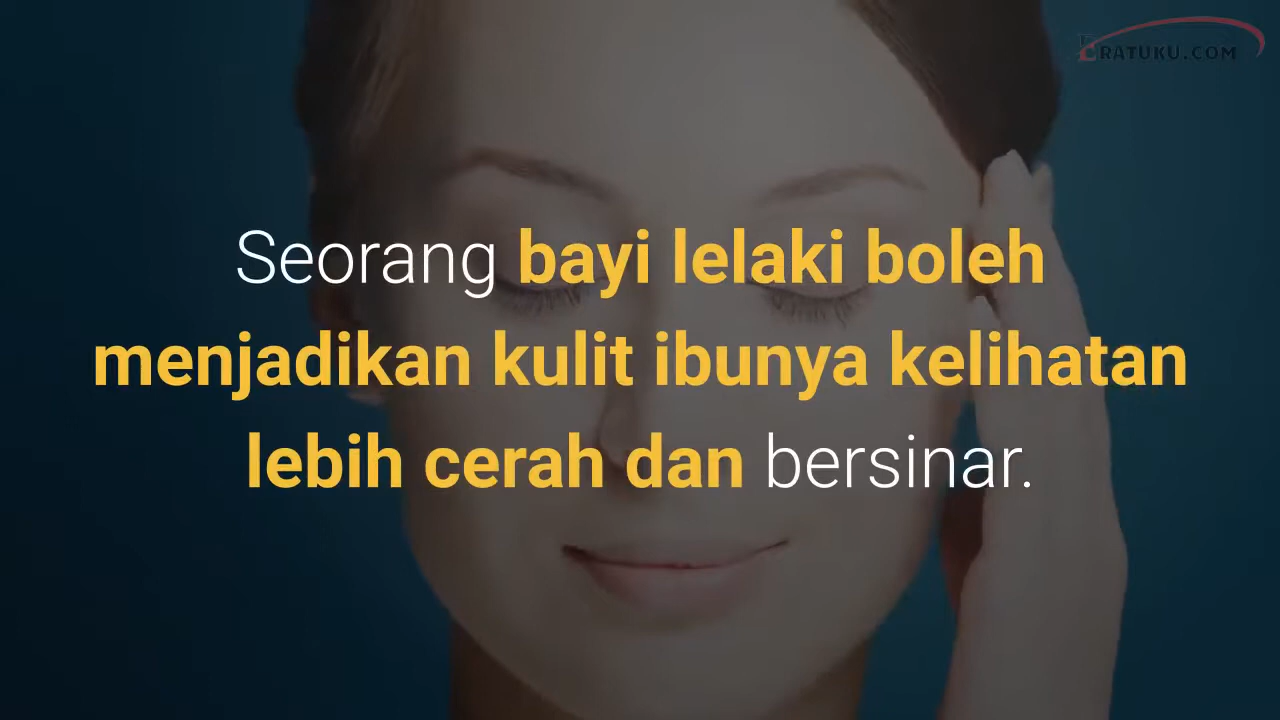 RATUKU.COM
Seorang bayi lelaki boleh
menjadikan kulit ibunya kelihatan
lebih cerah dan bersinar.